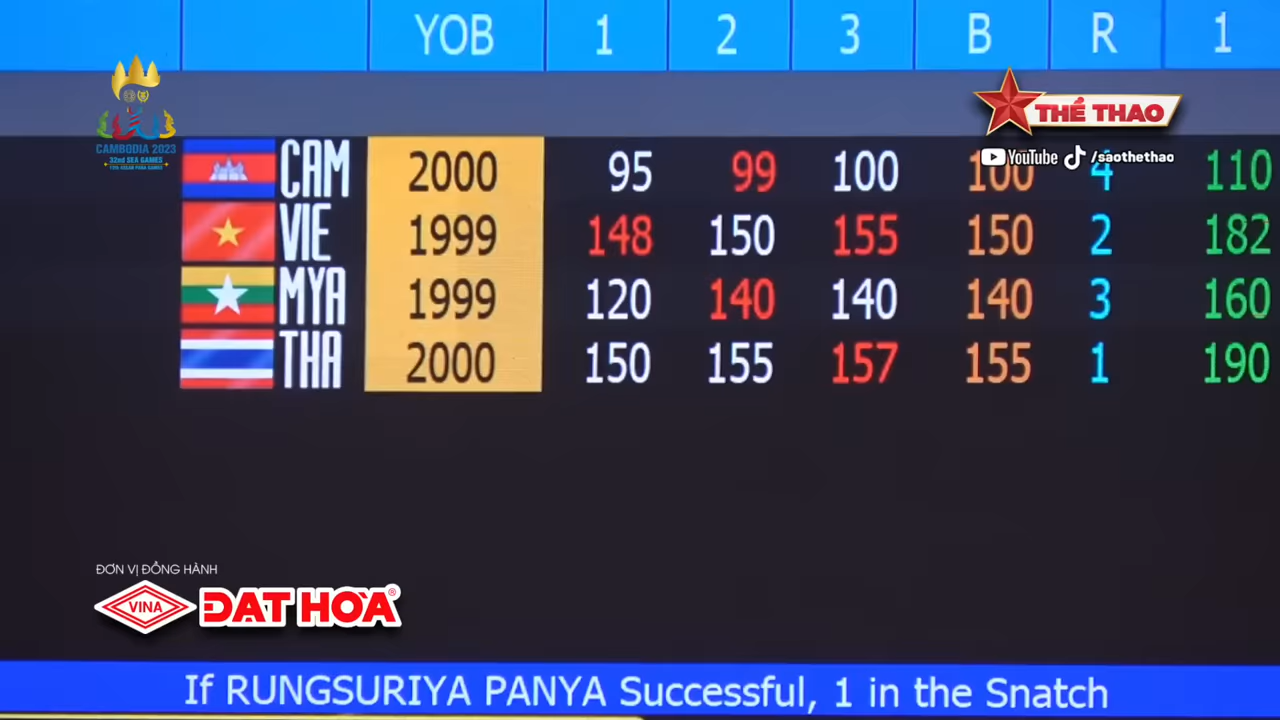 YOB 1 2 3 B R 1
CAMBODIA 2023
32nd SEA GAMES
THỂ THAO
YouTube /saothethao
CAM 2000 95 99 100 100 4 110
VIE 1999 148 150 155 150 2 182
MYA 1999 120 140 140 140 3 160
THA 2000 150 155 157 155 1 190
ĐƠN VỊ ĐỒNG HÀNH
VINA ĐẠT HÒA®
If RUNGSURIYA PANYA Successful, 1 in the Snatch